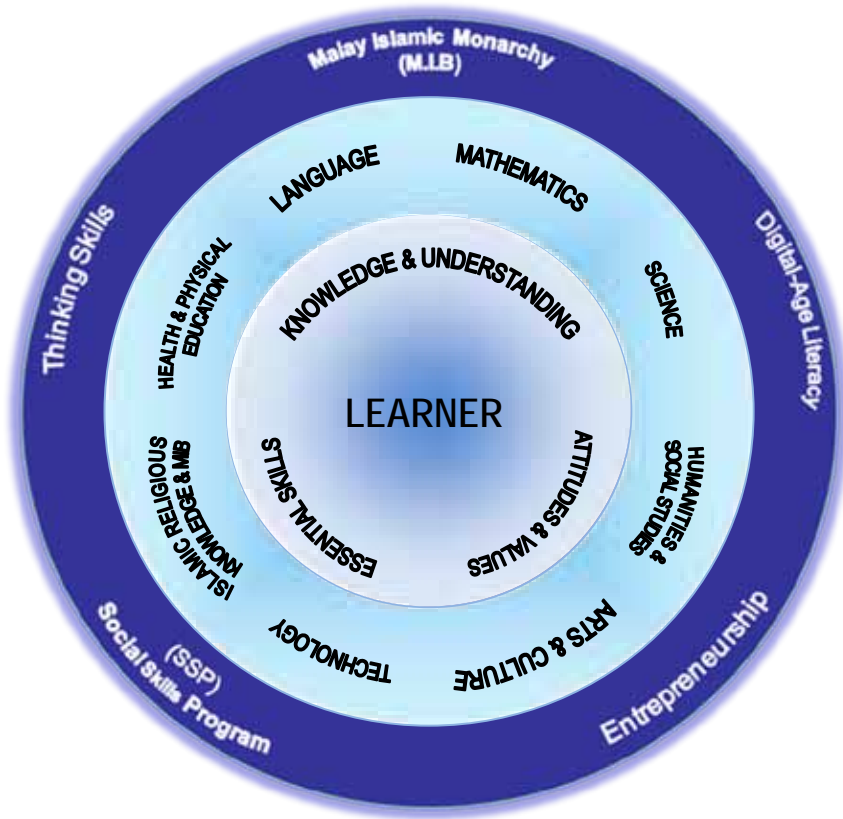 Malay Islamic Monarchy
(M.I.B)
Digital-Age Literacy
Entrepreneurship
(SSP)
Social Skills Program
Thinking Skills
LANGUAGE
MATHEMATICS
SCIENCE
HUMANITIES &
SOCIAL STUDIES
ARTS & CULTURE
TECHNOLOGY
ISLAMIC RELIGIOUS
KNOWLEDGE & MIB
HEALTH & PHYSICAL
EDUCATION
KNOWLEDGE & UNDERSTANDING
ATTITUDES & VALUES
ESSENTIAL SKILLS
LEARNER